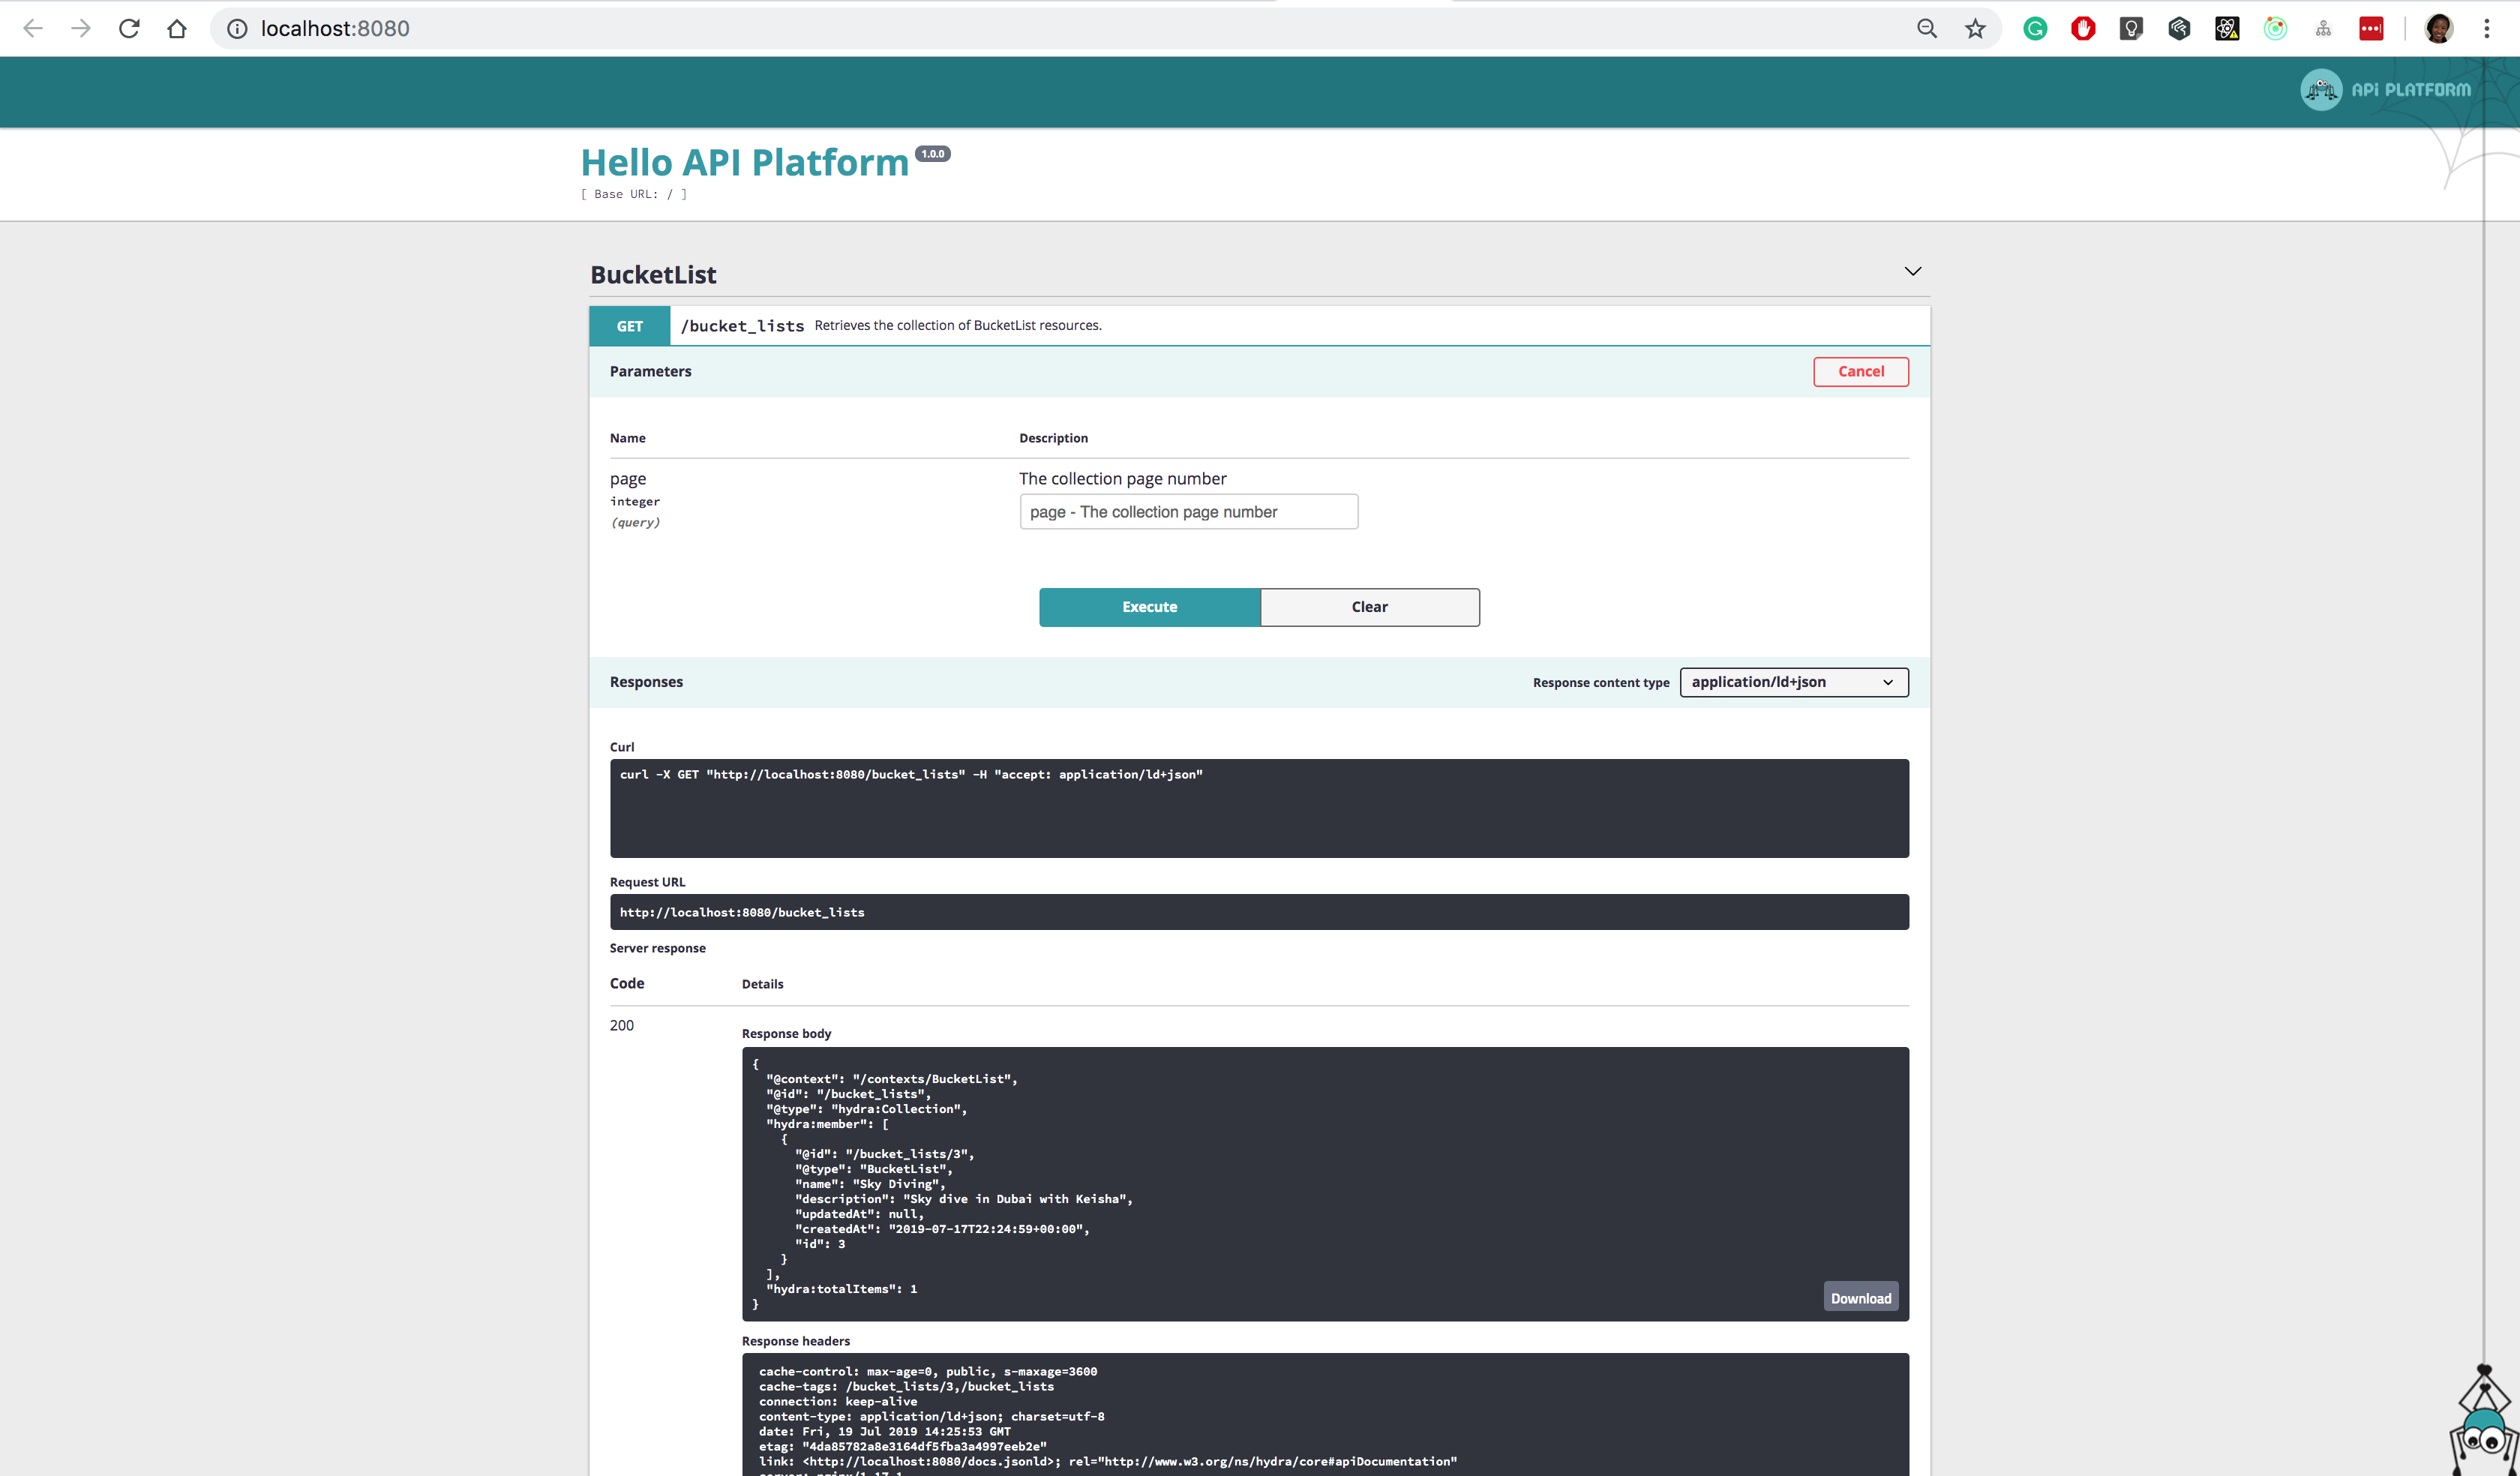 localhost:8080
APi PLATFORM
Hello API Platform 1.0.0
[ Base URL: / ]
BucketList
GET /bucket_lists Retrieves the collection of BucketList resources.
Parameters Cancel
Name Description
page The collection page number
integer page - The collection page number
(query)
Execute Clear
Responses Response content type application/ld+json
Curl
curl -X GET "http://localhost:8080/bucket_lists" -H "accept: application/ld+json"
Request URL
http://localhost:8080/bucket_lists
Server response
Code Details
200
Response body
{
"@context": "/contexts/BucketList",
"@id": "/bucket_lists",
"@type": "hydra:Collection",
"hydra:member": [
{
"@id": "/bucket_lists/3",
"@type": "BucketList",
"name": "Sky Diving",
"description": "Sky dive in Dubai with Keisha",
"updatedAt": null,
"createdAt": "2019-07-17T22:24:59+00:00",
"id": 3
}
],
"hydra:totalItems": 1
}
Download
Response headers
cache-control: max-age=0, public, s-maxage=3600
cache-tags: /bucket_lists/3,/bucket_lists
connection: keep-alive
content-type: application/ld+json; charset=utf-8
date: Fri, 19 Jul 2019 14:25:53 GMT
etag: "4da85782a8e3164df5fba3a4997eeb2e"
link: <http://localhost:8080/docs.jsonld>; rel="http://www.w3.org/ns/hydra/core#apiDocumentation"